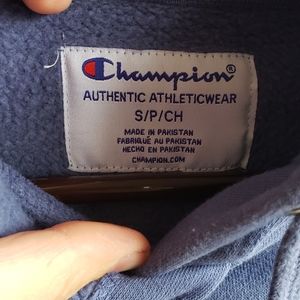 Champion®
AUTHENTIC ATHLETICWEAR
S/P/CH
MADE IN PAKISTAN
FABRIQUÉ AU PAKISTAN
HECHO EN PAKISTAN
CHAMPION.COM